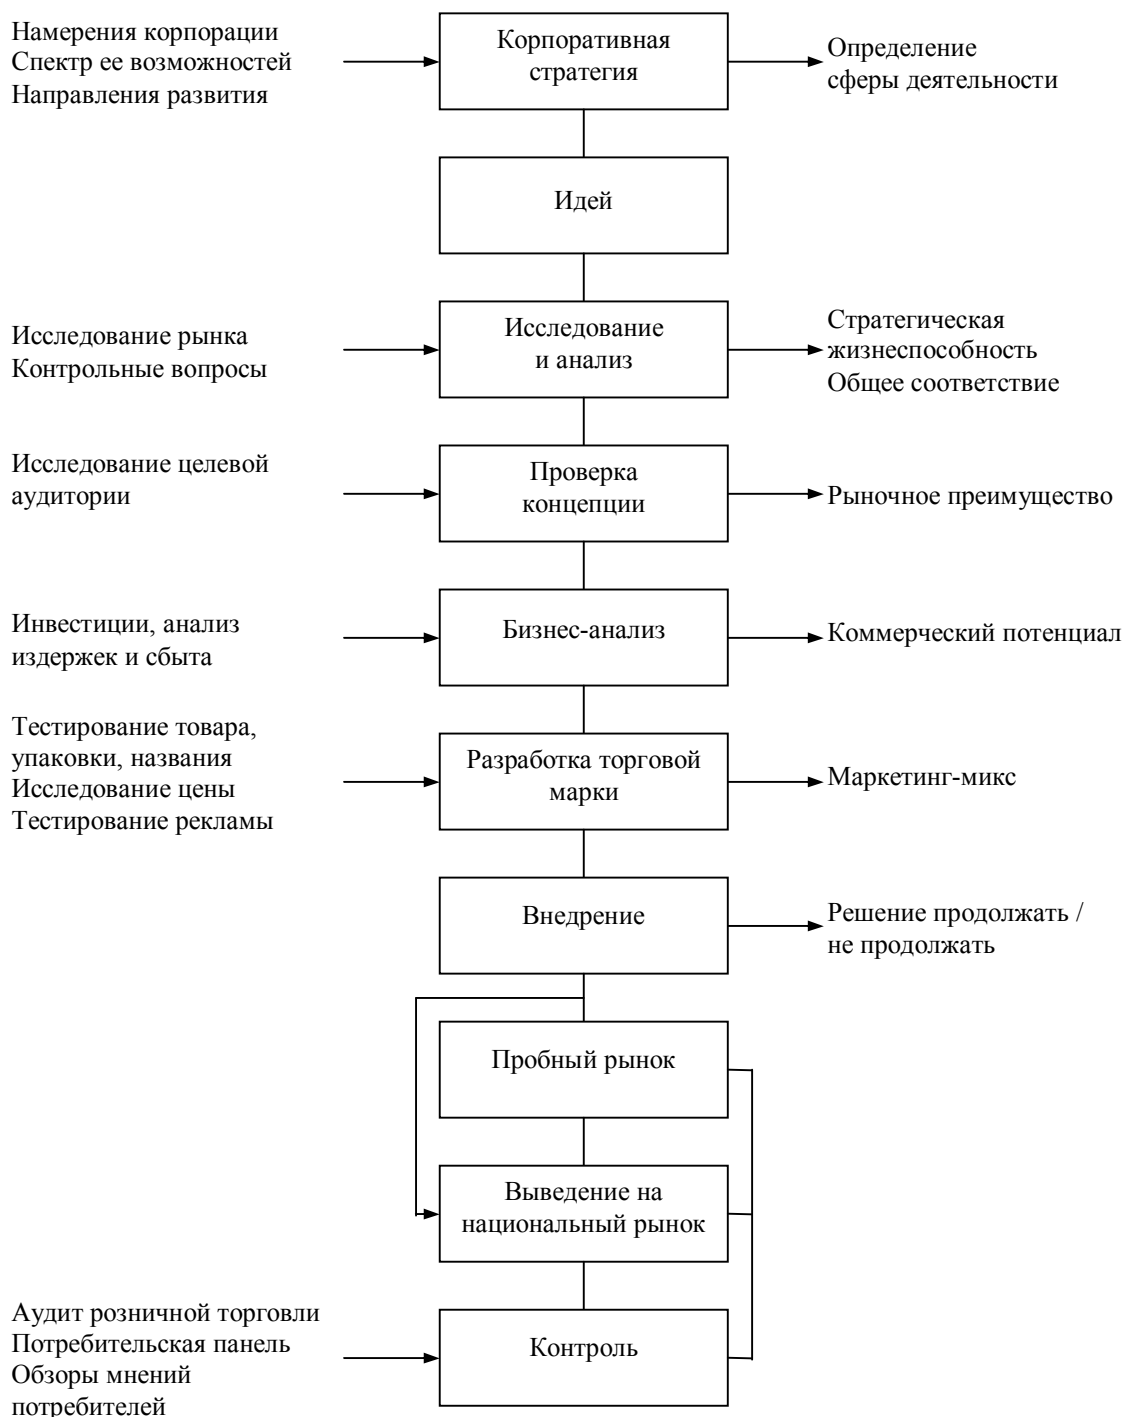 Намерения корпорации
Спектр ее возможностей
Направления развития
Корпоративная
стратегия
Определение
сферы деятельности
Идей
Исследование рынка
Контрольные вопросы
Исследование
и анализ
Стратегическая
жизнеспособность
Общее соответствие
Исследование целевой
аудитории
Проверка
концепции
Рыночное преимущество
Инвестиции, анализ
издержек и сбыта
Бизнес-анализ
Коммерческий потенциал
Тестирование товара,
упаковки, названия
Исследование цены
Тестирование рекламы
Разработка торговой
марки
Маркетинг-микс
Внедрение
Решение продолжать /
не продолжать
Пробный рынок
Выведение на
национальный рынок
Аудит розничной торговли
Потребительская панель
Обзоры мнений
потребителей
Контроль